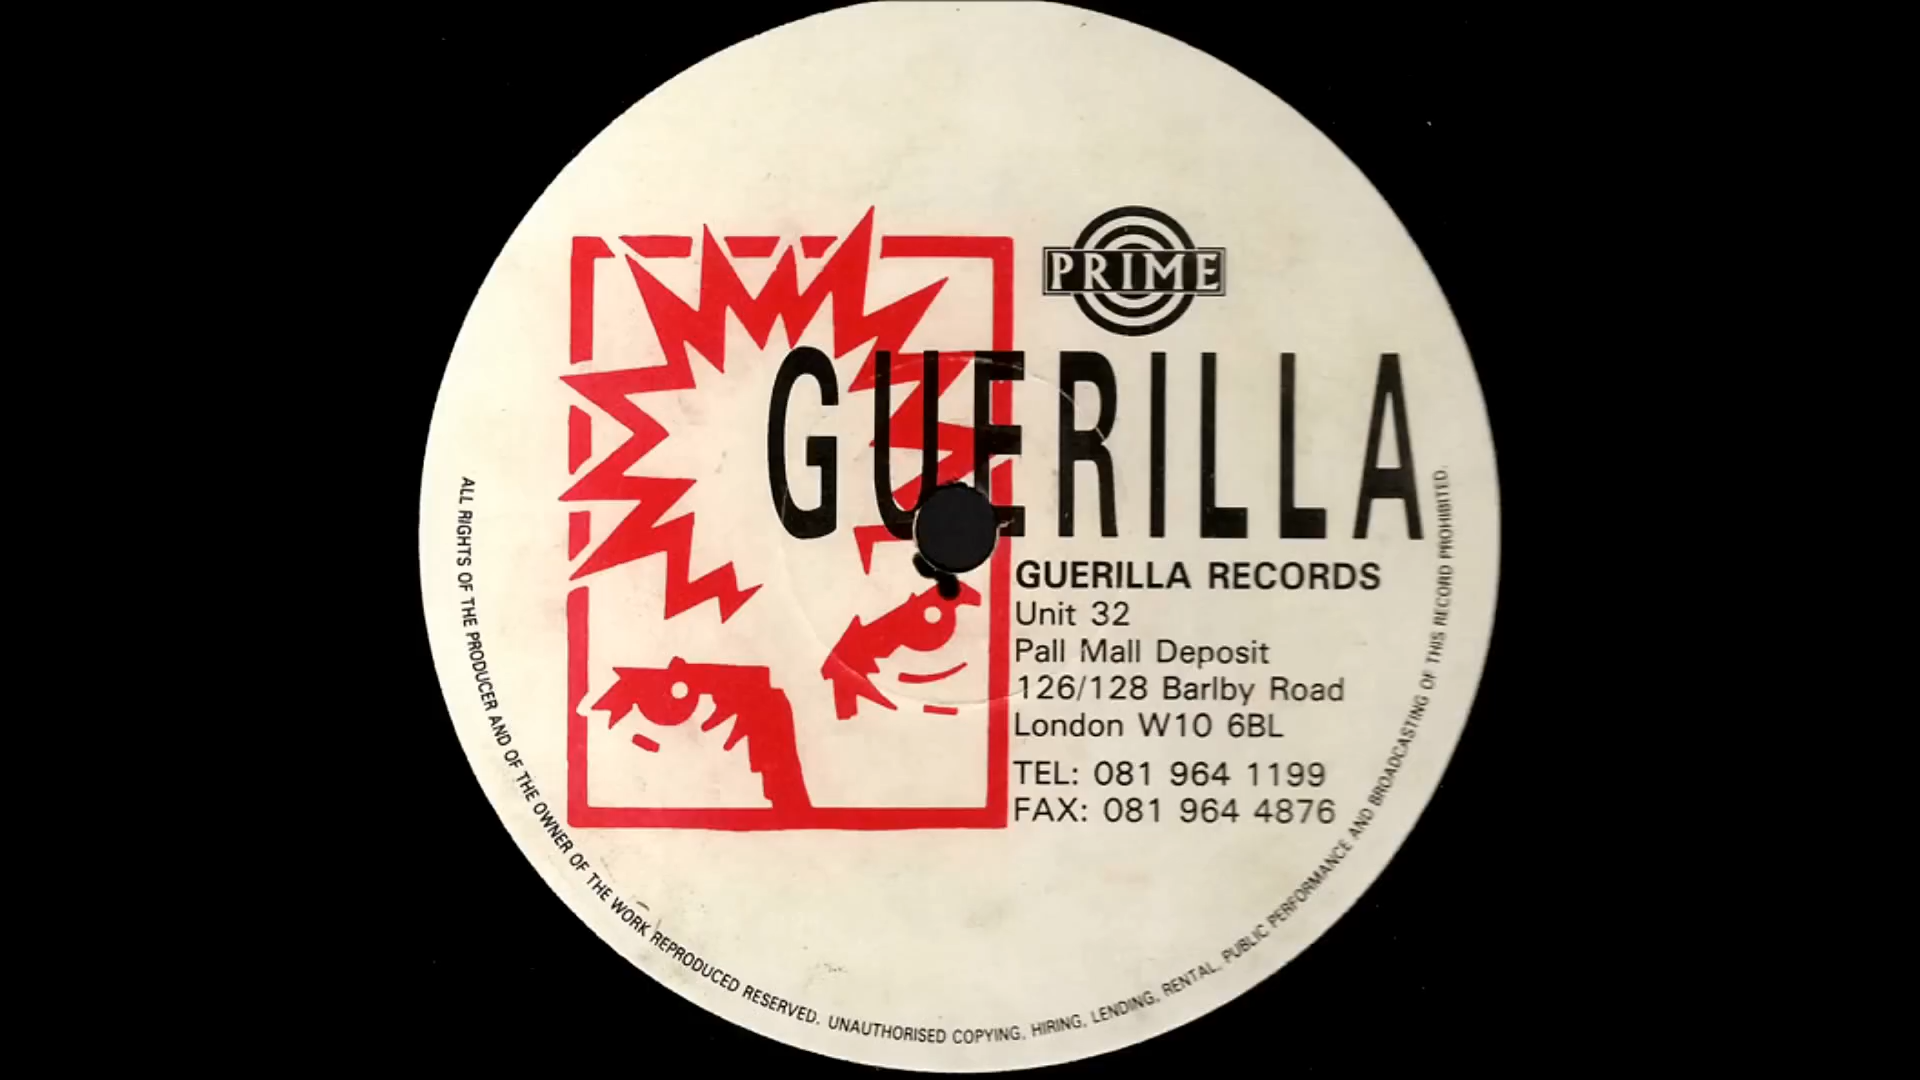 PRIME
GUERILLA
GUERILLA RECORDS
Unit 32
Pall Mall Deposit
126/128 Barlby Road
London W10 6BL
TEL: 081 964 1199
FAX: 081 964 4876
ALL RIGHTS OF THE PRODUCER AND OF THE OWNER OF THE WORK REPRODUCED RESERVED. UNAUTHORISED COPYING, HIRING, LENDING, RENTAL, PUBLIC PERFORMANCE AND BROADCASTING OF THIS RECORD PROHIBITED.